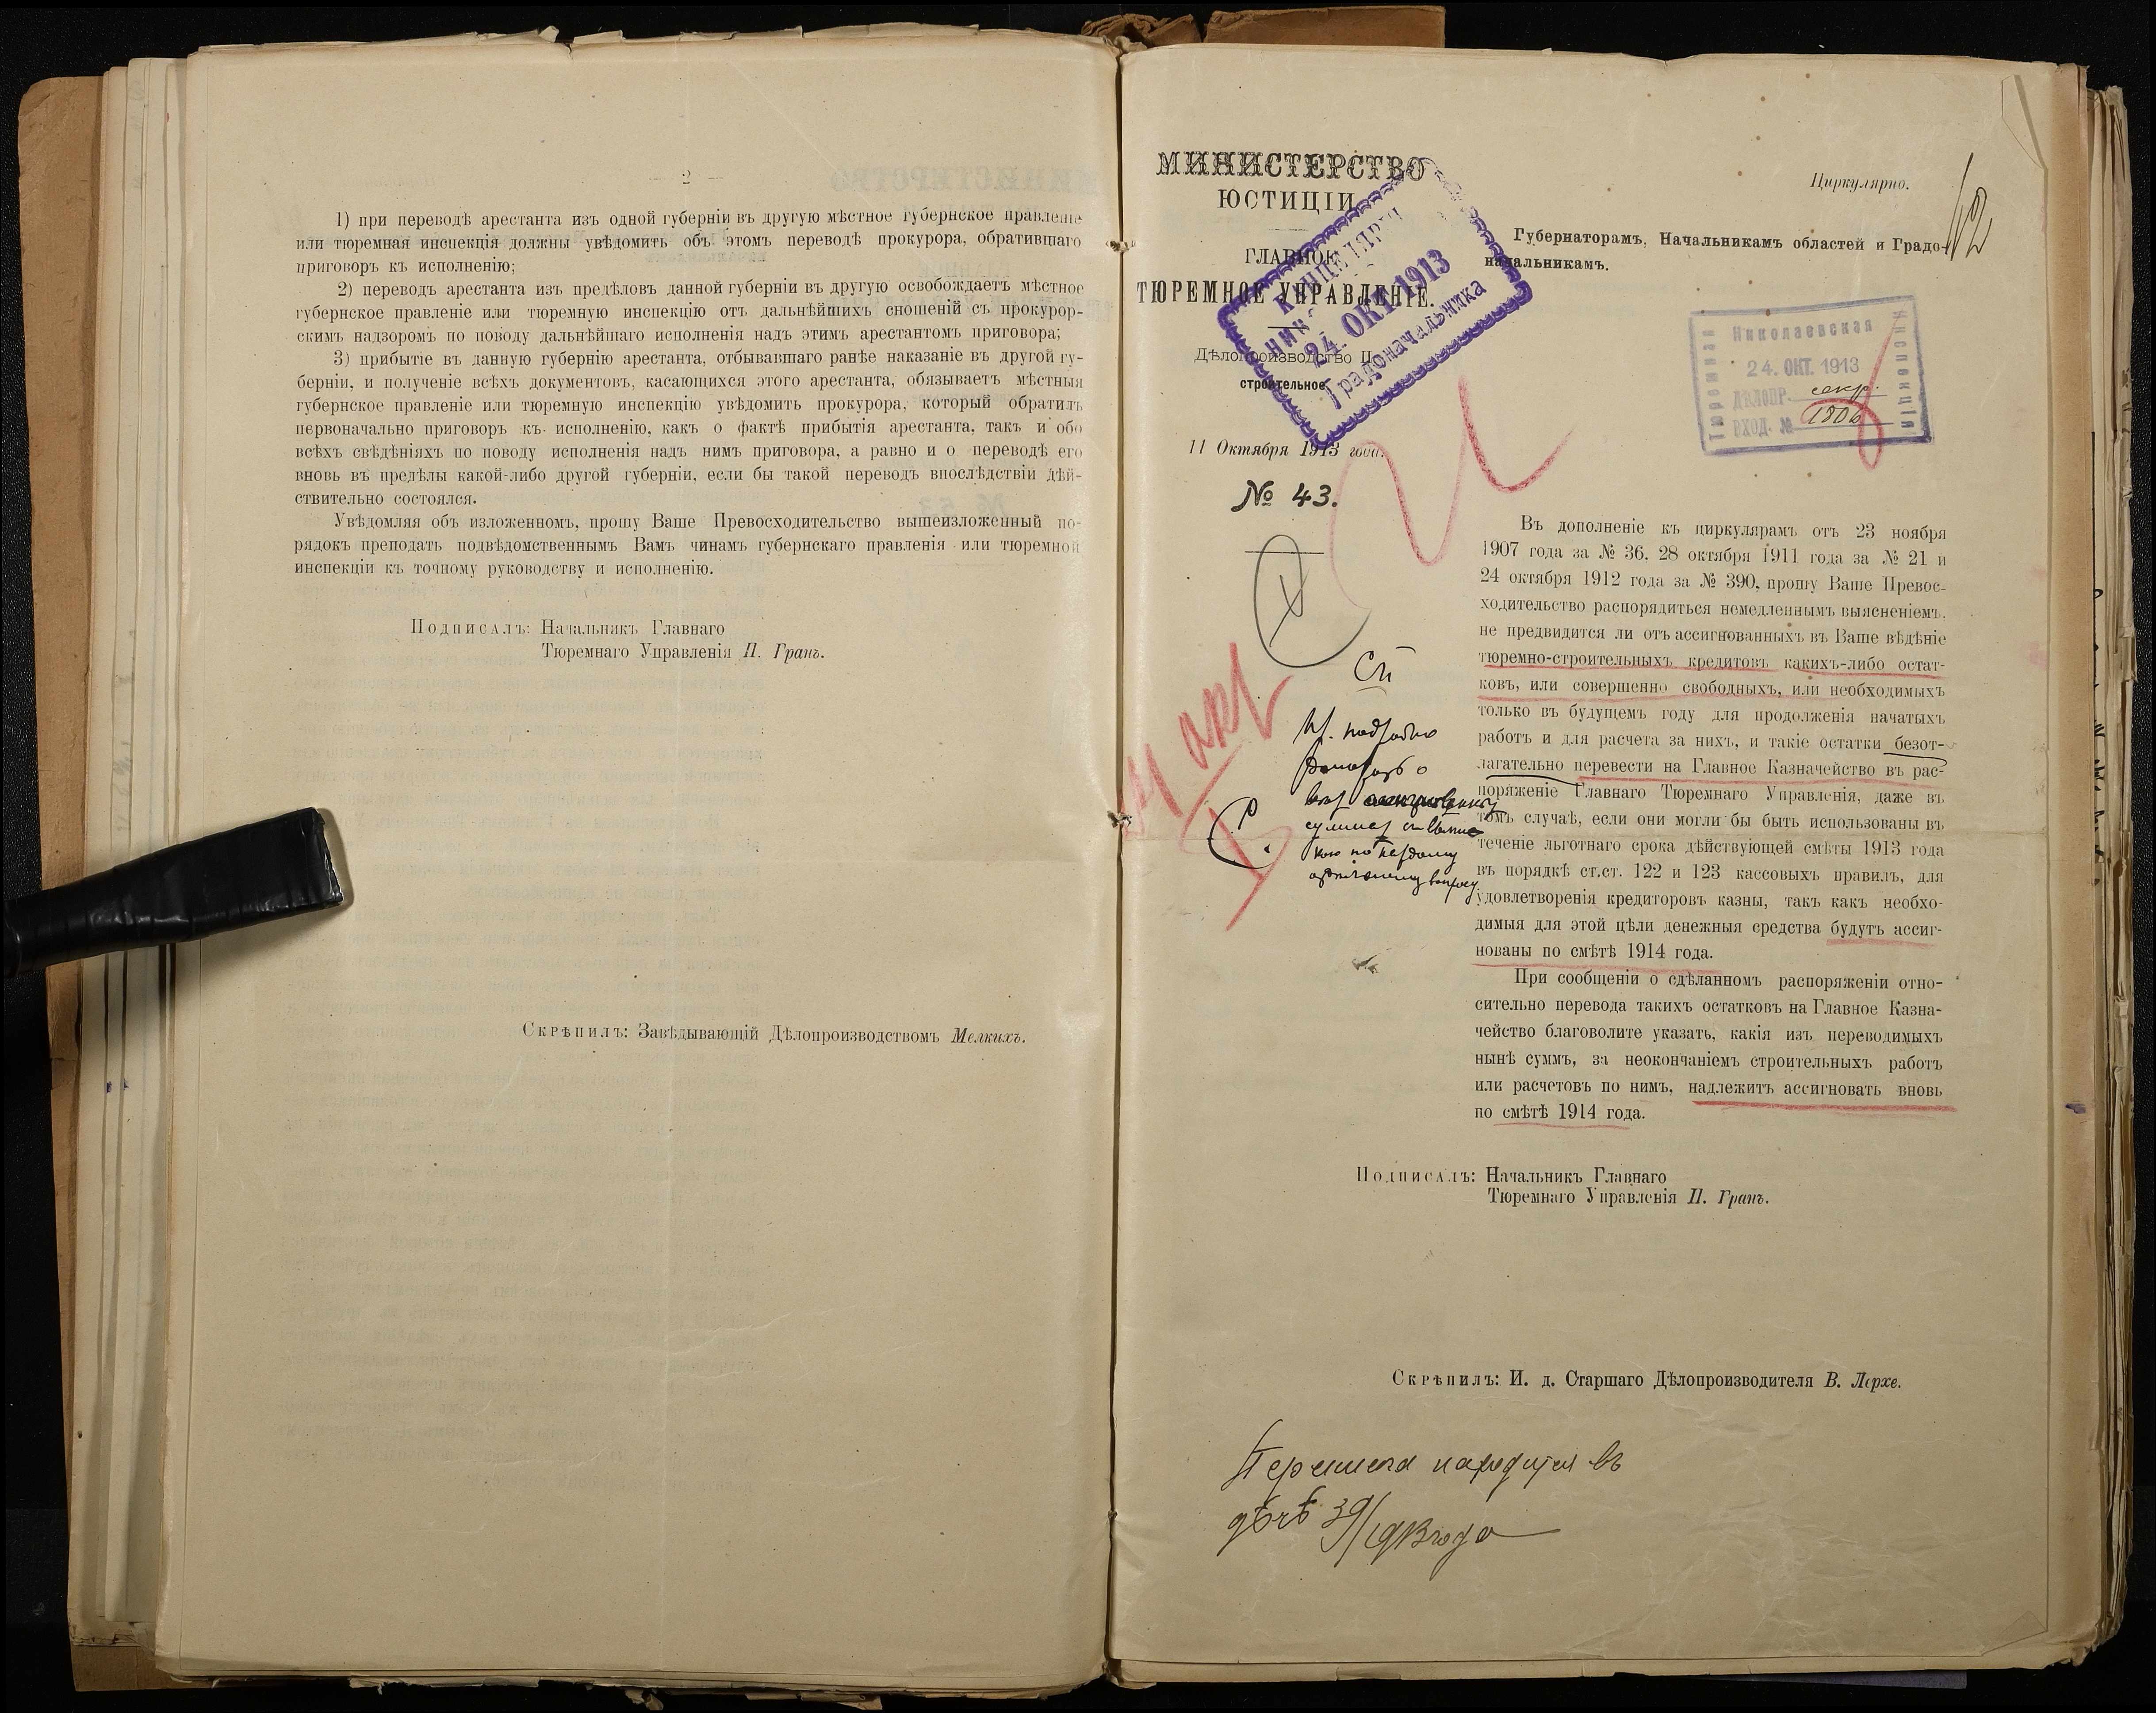 — 2 —
1) при переводѣ арестанта изъ одной губерніи въ другую мѣстное губернское правленіе
или тюремная инспекція должны увѣдомить объ этомъ переводѣ прокурора, обратившаго
приговоръ къ исполненію;
2) переводъ арестанта изъ предѣловъ данной губерніи въ другую освобождаетъ мѣстное
губернское правленіе или тюремную инспекцію отъ дальнѣйшихъ сношеній съ прокурор-
скимъ надзоромъ по поводу дальнѣйшаго исполненія надъ этимъ арестантомъ приговора;
3) прибытіе въ данную губернію арестанта, отбывавшаго ранѣе наказаніе въ другой гу-
берніи, и полученіе всѣхъ документовъ, касающихся этого арестанта, обязываетъ мѣстныя
губернское правленіе или тюремную инспекцію увѣдомить прокурора, который обратилъ
первоначально приговоръ къ исполненію, какъ о фактѣ прибытія арестанта, такъ и обо
всѣхъ свѣдѣніяхъ по поводу исполненія надъ нимъ приговора, а равно и о переводѣ его
вновь въ предѣлы какой-либо другой губерніи, если бы такой переводъ впослѣдствіи дѣй-
ствительно состоялся.
Увѣдомляя объ изложенномъ, прошу Ваше Превосходительство вышеизложенный по-
рядокъ преподать подвѣдомственнымъ Вамъ чинамъ губернскаго правленія или тюремной
инспекціи къ точному руководству и исполненію.
Подписалъ: Начальникъ Главнаго
Тюремнаго Управленія П. Гранъ.
Скрѣпилъ: Завѣдывающій Дѣлопроизводствомъ Мелкихъ.
МИНИСТЕРСТВО
ЮСТИЦІИ
ГЛАВНОЕ
ТЮРЕМНОЕ УПРАВЛЕНІЕ.
Дѣлопроизводство II
строительное
11 Октября 1913 года.
№ 43.
24. ОКТ. 1913
Градоначальника
Циркулярно.
Губернаторамъ, Начальникамъ областей и Градо-
начальникамъ.
Николаевская
Тюремная
Инспекція
24. ОКТ. 1913
ДѢЛОПР. секр.
ВХОД. № 1806
Въ дополненіе къ циркулярамъ отъ 23 ноября
1907 года за № 36, 28 октября 1911 года за № 21 и
24 октября 1912 года за № 390, прошу Ваше Превос-
ходительство распорядиться немедленнымъ выясненіемъ,
не предвидится ли отъ ассигнованныхъ въ Ваше вѣдѣніе
тюремно-строительныхъ кредитовъ какихъ-либо остат-
ковъ, или совершенно свободныхъ, или необходимыхъ
только въ будущемъ году для продолженія начатыхъ
работъ и для расчета за нихъ, и такіе остатки безот-
лагательно перевести на Главное Казначейство въ рас-
поряженіе Главнаго Тюремнаго Управленія, даже въ
томъ случаѣ, если они могли бы быть использованы въ
теченіе льготнаго срока дѣйствующей смѣты 1913 года
въ порядкѣ ст.ст. 122 и 123 кассовыхъ правилъ, для
удовлетворенія кредиторовъ казны, такъ какъ необхо-
димыя для этой цѣли денежныя средства будутъ ассиг-
нованы по смѣтѣ 1914 года.
При сообщеніи о сдѣланномъ распоряженіи отно-
сительно перевода такихъ остатковъ на Главное Казна-
чейство благоволите указать, какія изъ переводимыхъ
нынѣ суммъ, за неокончаніемъ строительныхъ работъ
или расчетовъ по нимъ, надлежитъ ассигновать вновь
по смѣтѣ 1914 года.
Подписалъ: Начальникъ Главнаго
Тюремнаго Управленія П. Гранъ.
Скрѣпилъ: И. д. Старшаго Дѣлопроизводителя В. Лерхе.
находится въ
дѣлѣ 39/1913 года